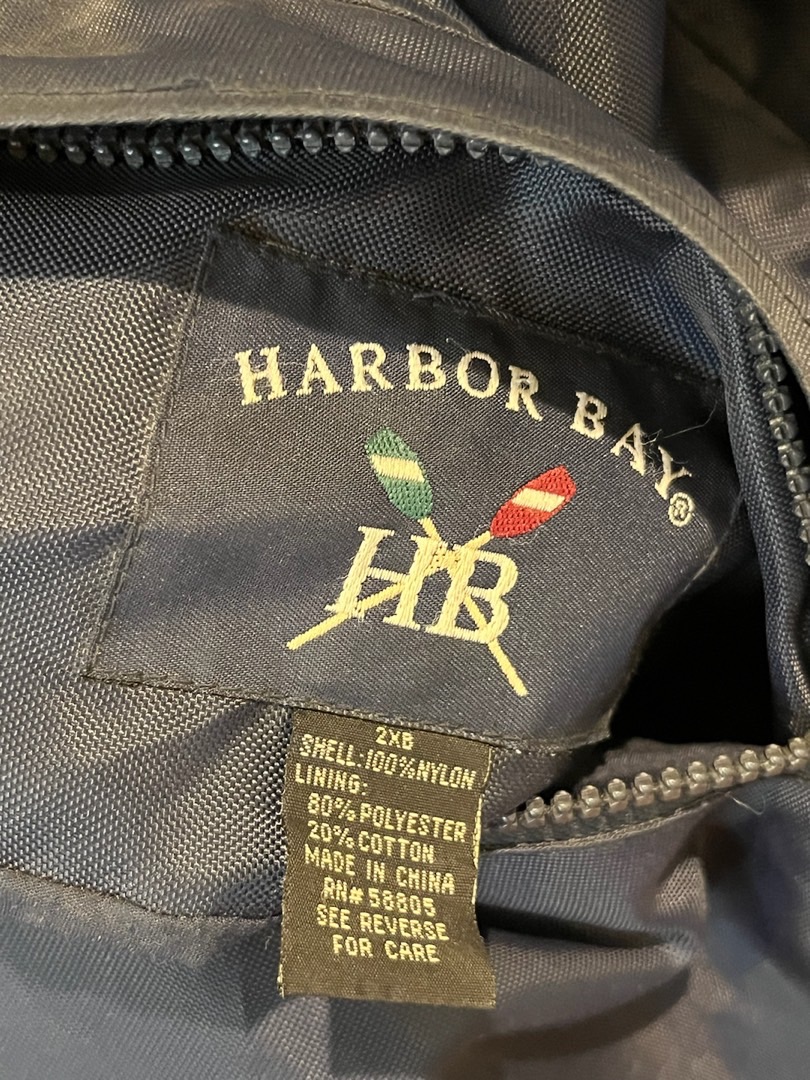 HARBOR BAY®
HB
2XB
SHELL:100%NYLON
LINING:
80%POLYESTER
20%COTTON
MADE IN CHINA
RN#58805
SEE REVERSE
FOR CARE